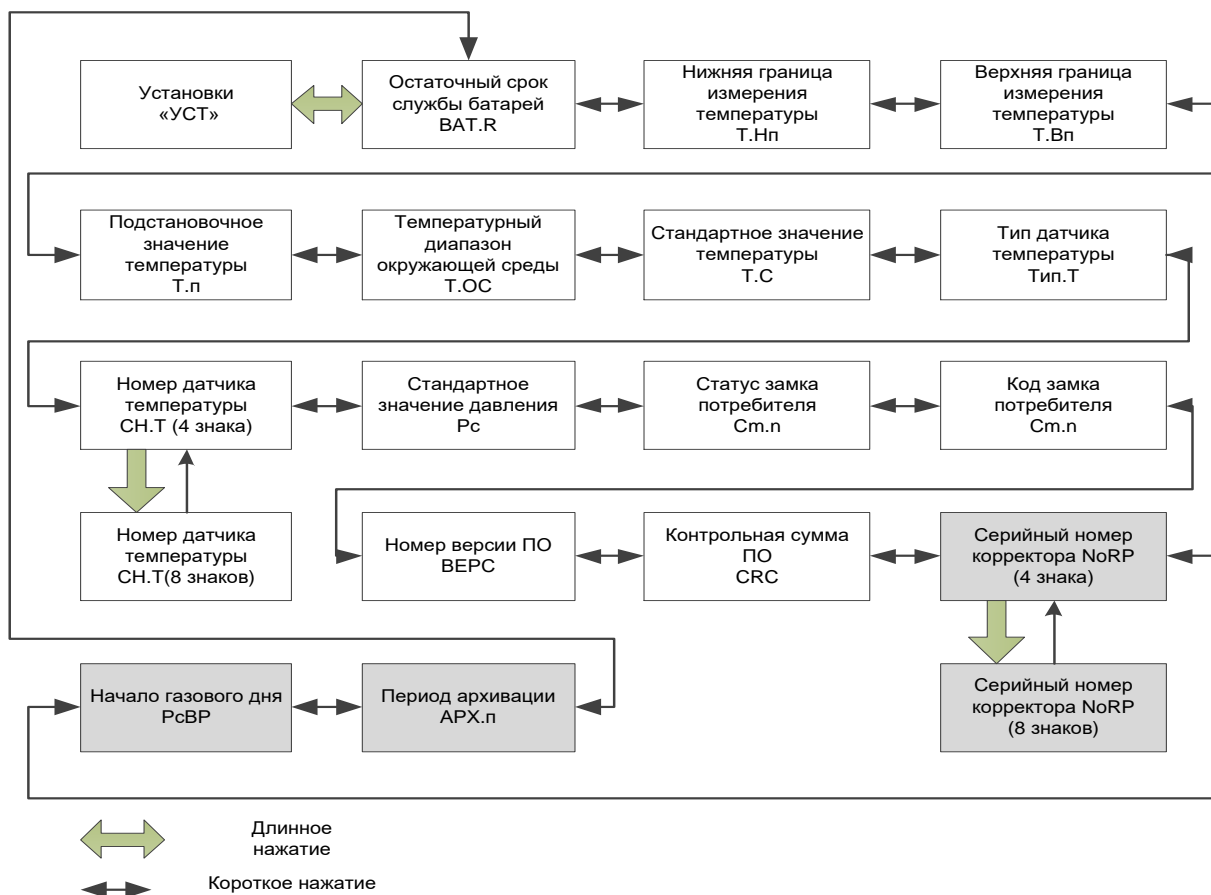 Установки
«УСТ»
Остаточный срок
службы батарей
BAT.R
Нижняя граница
измерения
температуры
Т.Нп
Верхняя граница
измерения
температуры
Т.Вп
Подстановочное
значение
температуры
Т.п
Температурный
диапазон
окружающей среды
Т.ОС
Стандартное значение
температуры
Т.С
Тип датчика
температуры
Тип.Т
Номер датчика
температуры
СН.Т (4 знака)
Стандартное
значение давления
Рс
Статус замка
потребителя
Cm.n
Код замка
потребителя
Cm.n
Номер датчика
температуры
СН.Т(8 знаков)
Номер версии ПО
ВЕРС
Контрольная сумма
ПО
CRC
Серийный номер
корректора NoRP
(4 знака)
Начало газового дня
РсВР
Период архивации
АРХ.п
Серийный номер
корректора NoRP
(8 знаков)
Длинное
нажатие
Короткое нажатие